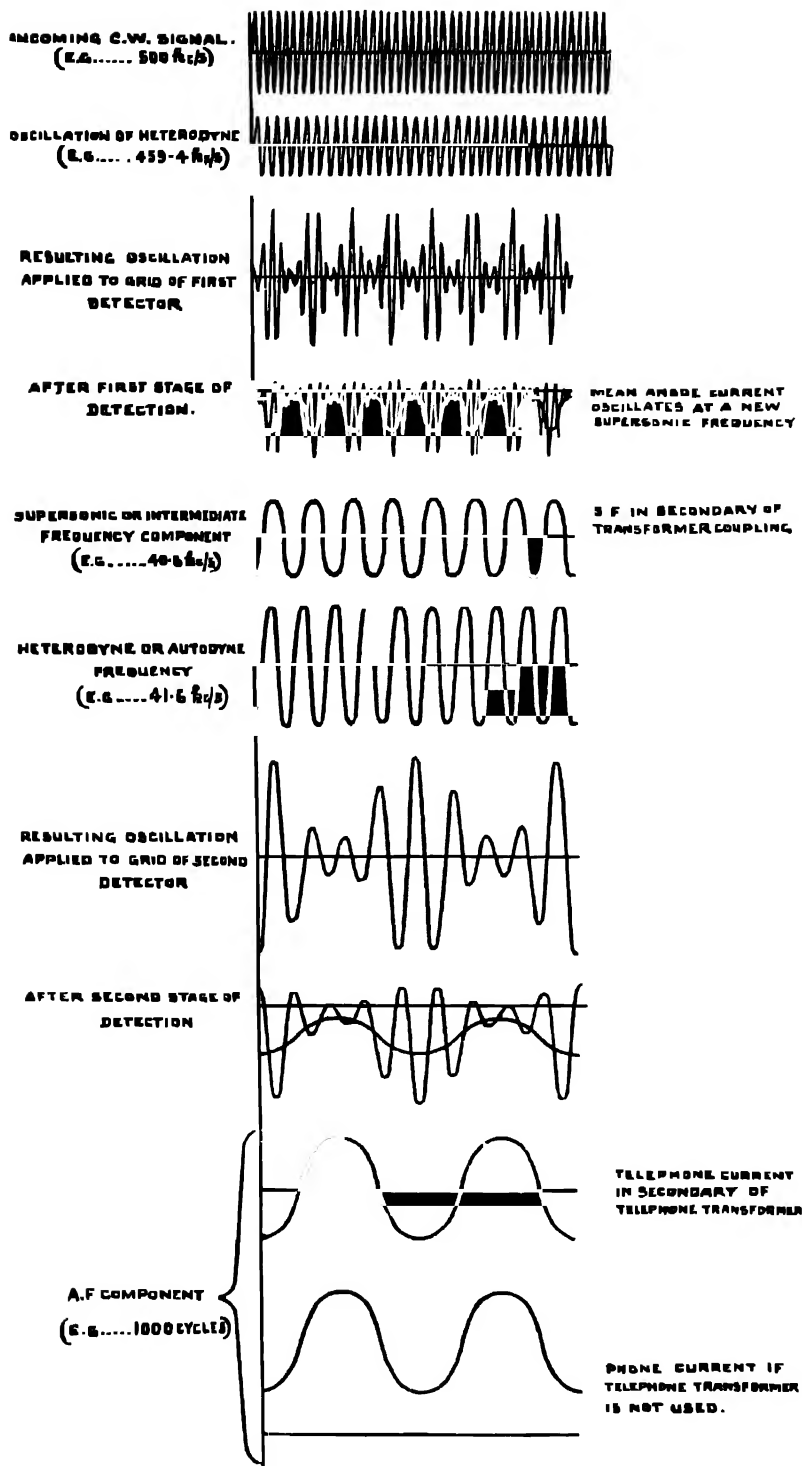 INCOMING C.W. SIGNAL.
(E.G...... 500 kc/s)
OSCILLATION OF HETERODYNE
(E.G..... 459·4 kc/s)
RESULTING OSCILLATION
APPLIED TO GRID OF FIRST
DETECTOR
AFTER FIRST STAGE OF
DETECTION.
MEAN ANODE CURRENT
OSCILLATES AT A NEW
SUPERSONIC FREQUENCY
SUPERSONIC OR INTERMEDIATE
FREQUENCY COMPONENT
(E.G......40·6 kc/s)
S F IN SECONDARY OF
TRANSFORMER COUPLING
HETERODYNE OR AUTODYNE
FREQUENCY
(E.G.....41·6 kc/s)
RESULTING OSCILLATION
APPLIED TO GRID OF SECOND
DETECTOR
AFTER SECOND STAGE OF
DETECTION
TELEPHONE CURRENT
IN SECONDARY OF
TELEPHONE TRANSFORMER
A.F COMPONENT
(E.G.....1000 CYCLES)
PHONE CURRENT IF
TELEPHONE TRANSFORMER
IS NOT USED.